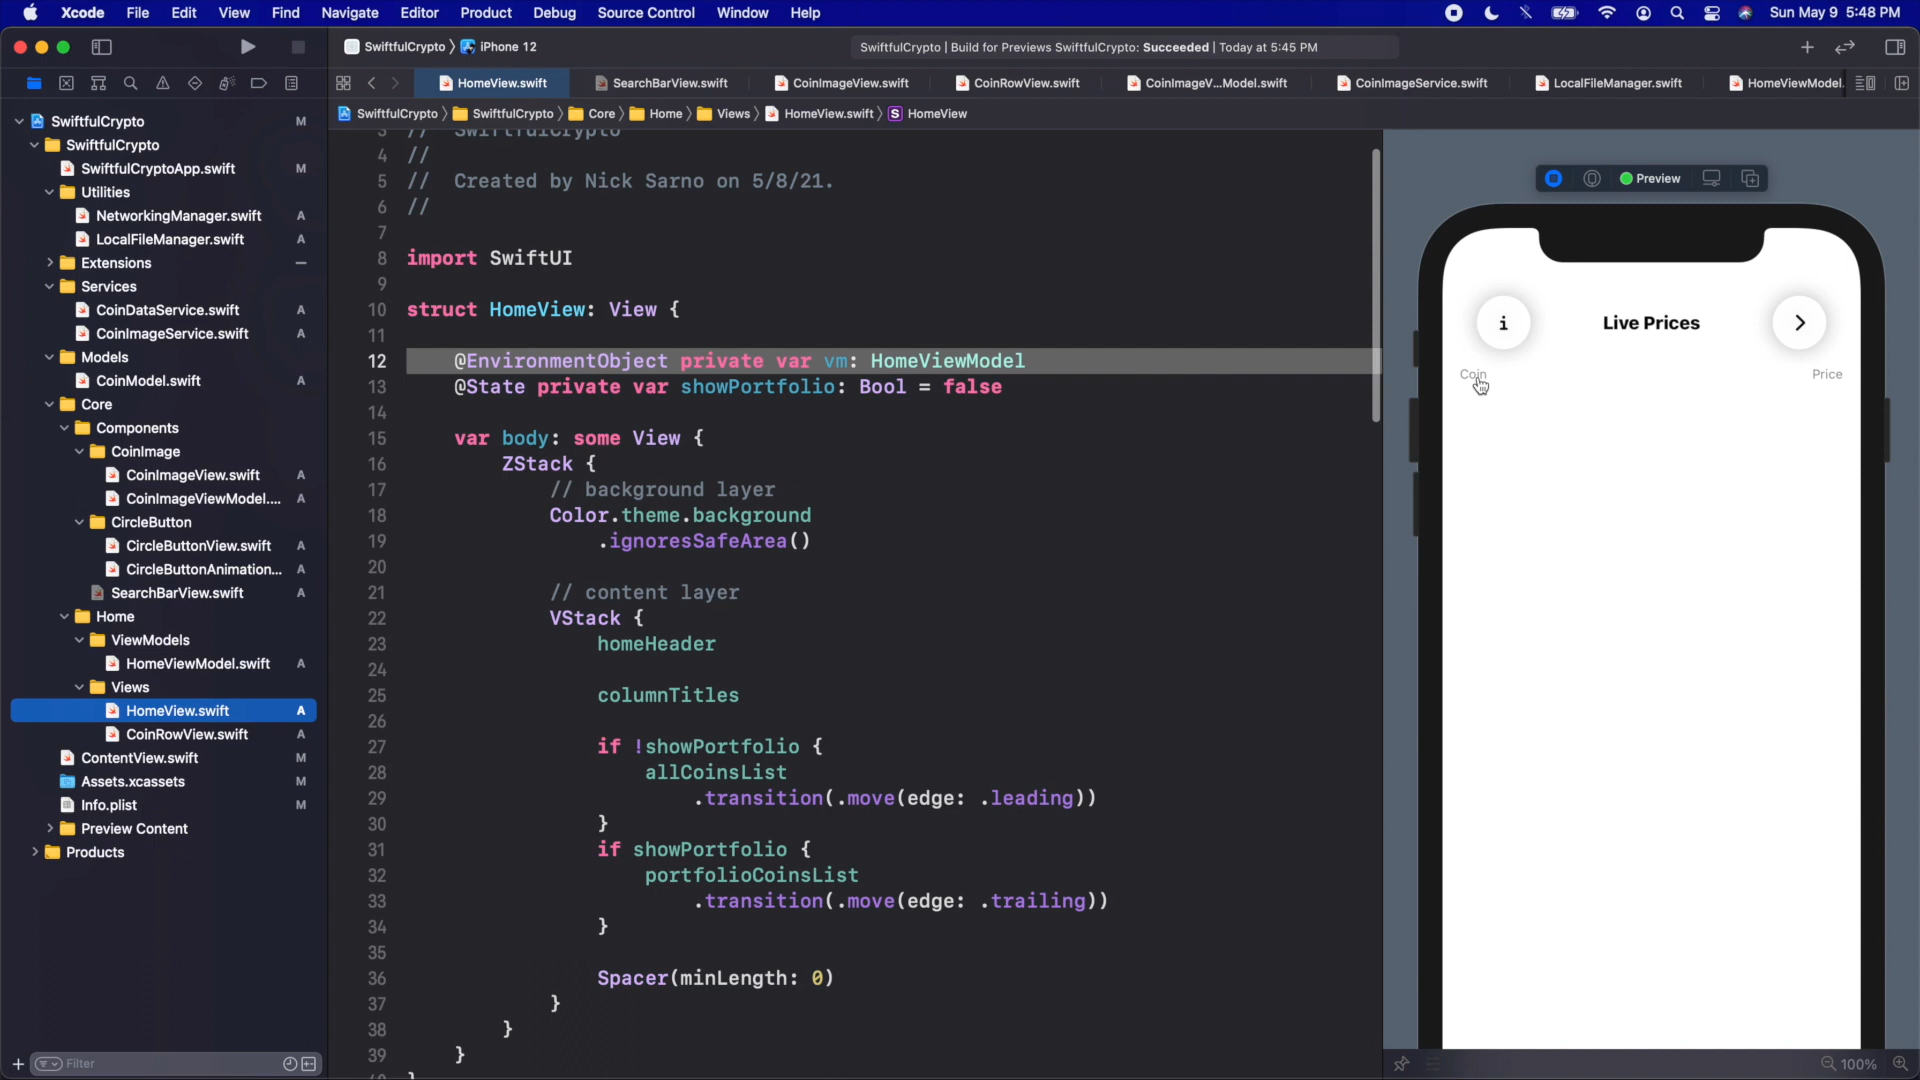 Xcode File Edit View Find Navigate Editor Product Debug Source Control Window Help Sun May 9 5:48 PM
SwiftfulCrypto 〉 iPhone 12 SwiftfulCrypto | Build for Previews SwiftfulCrypto: Succeeded | Today at 5:45 PM
HomeView.swift SearchBarView.swift CoinImageView.swift CoinRowView.swift CoinImageV...Model.swift CoinImageService.swift LocalFileManager.swift HomeViewModel.
SwiftfulCrypto 〉 SwiftfulCrypto 〉 Core 〉 Home 〉 Views 〉 HomeView.swift 〉 S HomeView
SwiftfulCrypto M
SwiftfulCrypto
SwiftfulCryptoApp.swift M
Utilities
NetworkingManager.swift A
LocalFileManager.swift A
Extensions
Services
CoinDataService.swift A
CoinImageService.swift A
Models
CoinModel.swift A
Core
Components
CoinImage
CoinImageView.swift A
CoinImageViewModel.... A
CircleButton
CircleButtonView.swift A
CircleButtonAnimation... A
SearchBarView.swift A
Home
ViewModels
HomeViewModel.swift A
Views
HomeView.swift A
CoinRowView.swift A
ContentView.swift M
Assets.xcassets M
Info.plist M
Preview Content
Products
Filter
3 // SwiftfulCrypto
4 //
5 // Created by Nick Sarno on 5/8/21.
6 //
7
8 import SwiftUI
9
10 struct HomeView: View {
11
12 @EnvironmentObject private var vm: HomeViewModel
13 @State private var showPortfolio: Bool = false
14
15 var body: some View {
16 ZStack {
17 // background layer
18 Color.theme.background
19 .ignoresSafeArea()
20
21 // content layer
22 VStack {
23 homeHeader
24
25 columnTitles
26
27 if !showPortfolio {
28 allCoinsList
29 .transition(.move(edge: .leading))
30 }
31 if showPortfolio {
32 portfolioCoinsList
33 .transition(.move(edge: .trailing))
34 }
35
36 Spacer(minLength: 0)
37 }
38 }
39 }
Preview
i Live Prices
Coin Price
100%